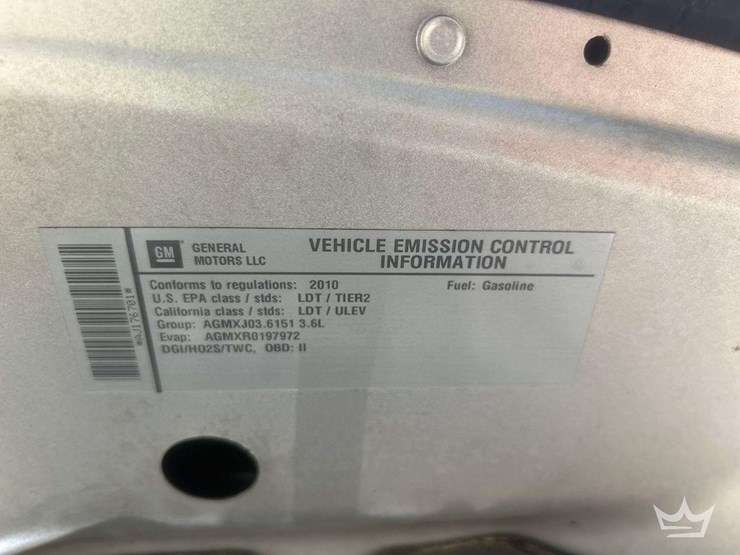 GM GENERAL MOTORS LLC
VEHICLE EMISSION CONTROL
INFORMATION
Conforms to regulations: 2010 Fuel: Gasoline
U.S. EPA class / stds: LDT / TIER2
California class / stds: LDT / ULEV
Group: AGMXJ03.6151 3.6L
Evap: AGMXR0197972
DGI/HO2S/TWC, OBD: II
*AJ176701*